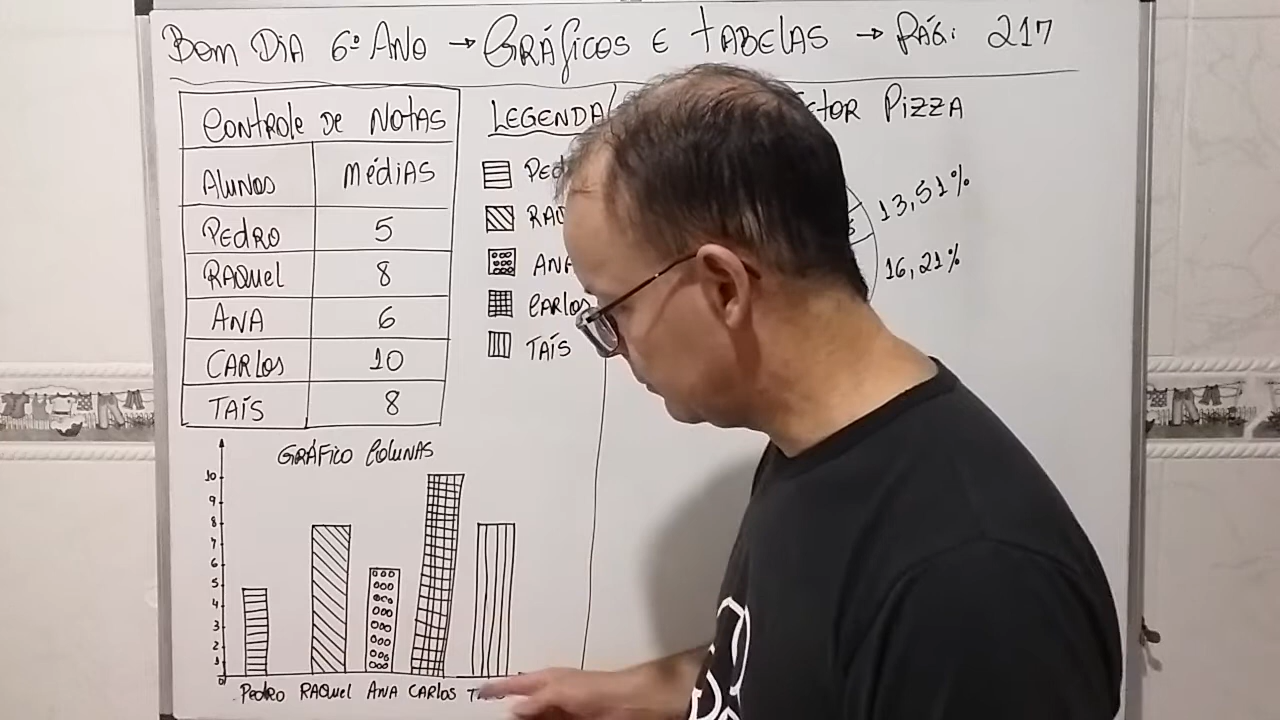 Bom Dia 6º Ano → Gráficos e tabelas → Pág: 217
Controle de Notas
Alunos Médias
Pedro 5
Raquel 8
Ana 6
Carlos 10
Taís 8
Legenda
Ana
Carlos
Taís
Pizza
13,51%
16,21%
Gráfico Colunas
10
9
8
7
6
5
4
3
2
1
0
Pedro Raquel Ana Carlos